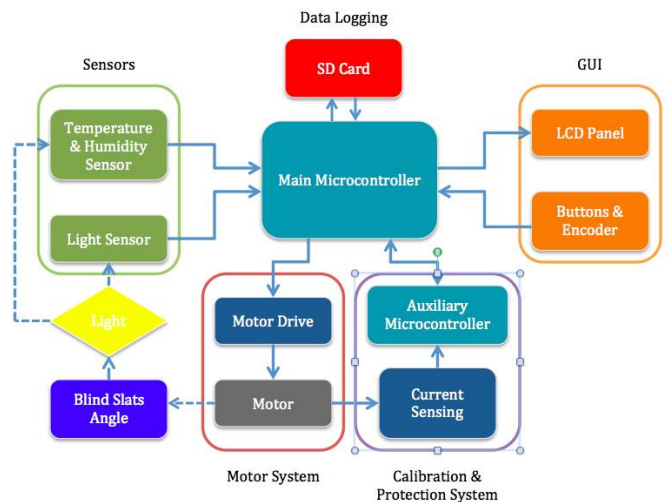 Data Logging
Sensors
SD Card
GUI
Temperature
& Humidity
Sensor
Main Microcontroller
LCD Panel
Light Sensor
Buttons &
Encoder
Light
Motor Drive
Auxiliary
Microcontroller
Blind Slats
Angle
Motor
Current
Sensing
Motor System
Calibration &
Protection System